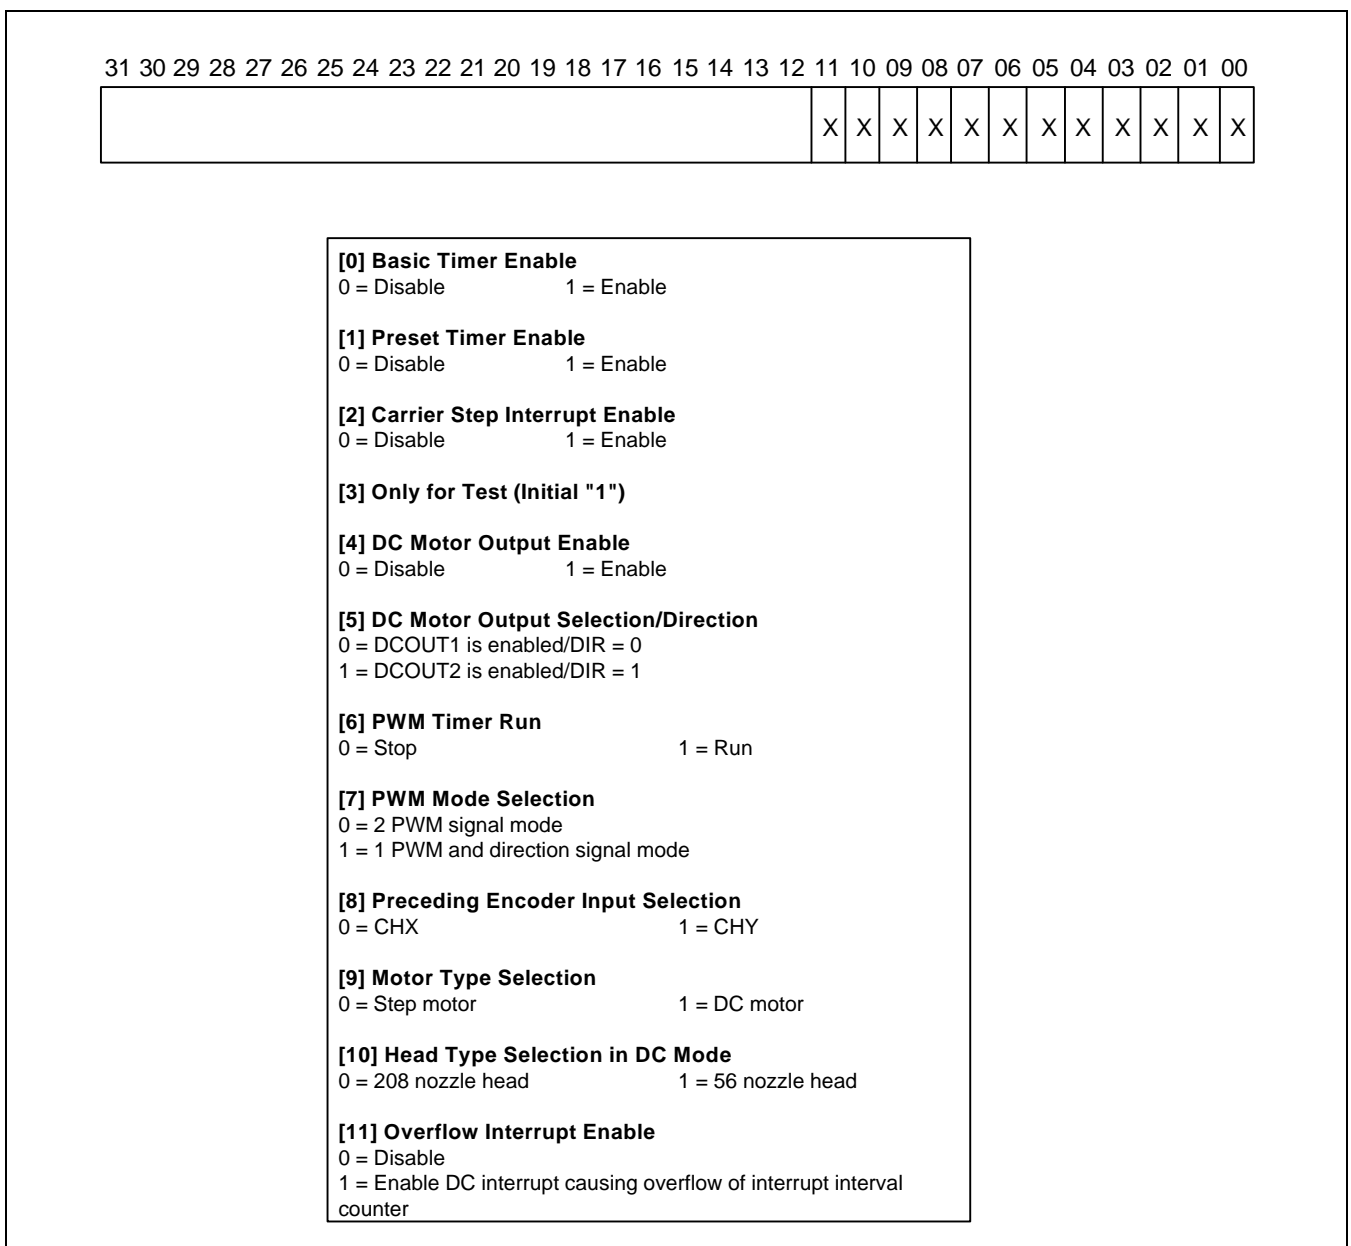 31 30 29 28 27 26 25 24 23 22 21 20 19 18 17 16 15 14 13 12 11 10 09 08 07 06 05 04 03 02 01 00
X X X X X X X X X X X X
[0] Basic Timer Enable
0 = Disable 1 = Enable
[1] Preset Timer Enable
0 = Disable 1 = Enable
[2] Carrier Step Interrupt Enable
0 = Disable 1 = Enable
[3] Only for Test (Initial "1")
[4] DC Motor Output Enable
0 = Disable 1 = Enable
[5] DC Motor Output Selection/Direction
0 = DCOUT1 is enabled/DIR = 0
1 = DCOUT2 is enabled/DIR = 1
[6] PWM Timer Run
0 = Stop 1 = Run
[7] PWM Mode Selection
0 = 2 PWM signal mode
1 = 1 PWM and direction signal mode
[8] Preceding Encoder Input Selection
0 = CHX 1 = CHY
[9] Motor Type Selection
0 = Step motor 1 = DC motor
[10] Head Type Selection in DC Mode
0 = 208 nozzle head 1 = 56 nozzle head
[11] Overflow Interrupt Enable
0 = Disable
1 = Enable DC interrupt causing overflow of interrupt interval
counter